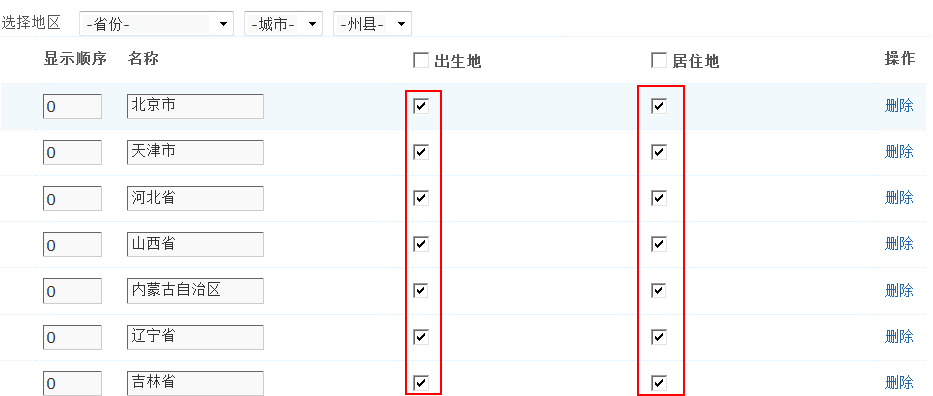 选择地区 -省份- -城市- -州县-
显示顺序 名称 出生地 居住地 操作
0 北京市 删除
0 天津市 删除
0 河北省 删除
0 山西省 删除
0 内蒙古自治区 删除
0 辽宁省 删除
0 吉林省 删除